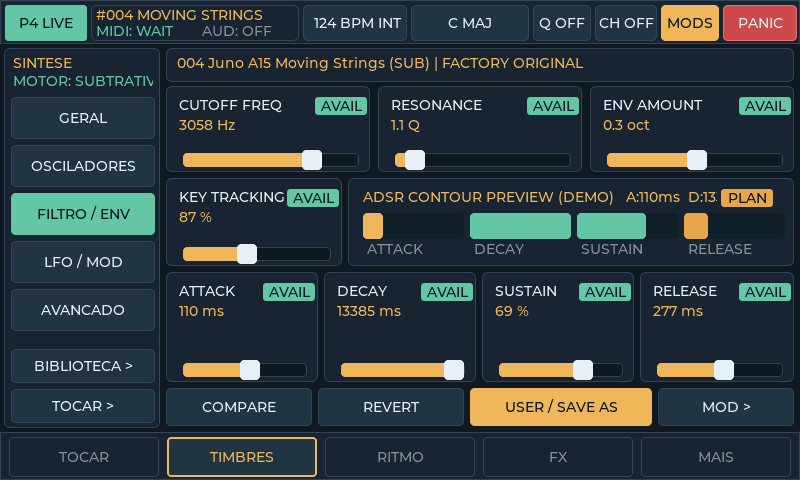 P4 LIVE
#004 MOVING STRINGS
MIDI: WAIT AUD: OFF
124 BPM INT
C MAJ
Q OFF
CH OFF
MODS
PANIC
SINTESE
MOTOR: SUBTRATIV
GERAL
OSCILADORES
FILTRO / ENV
LFO / MOD
AVANCADO
BIBLIOTECA >
TOCAR >
004 Juno A15 Moving Strings (SUB) | FACTORY ORIGINAL
CUTOFF FREQ AVAIL
3058 Hz
RESONANCE AVAIL
1.1 Q
ENV AMOUNT AVAIL
0.3 oct
KEY TRACKING AVAIL
87 %
ADSR CONTOUR PREVIEW (DEMO) A:110ms D:13 PLAN
ATTACK DECAY SUSTAIN RELEASE
ATTACK AVAIL
110 ms
DECAY AVAIL
13385 ms
SUSTAIN AVAIL
69 %
RELEASE AVAIL
277 ms
COMPARE
REVERT
USER / SAVE AS
MOD >
TOCAR
TIMBRES
RITMO
FX
MAIS